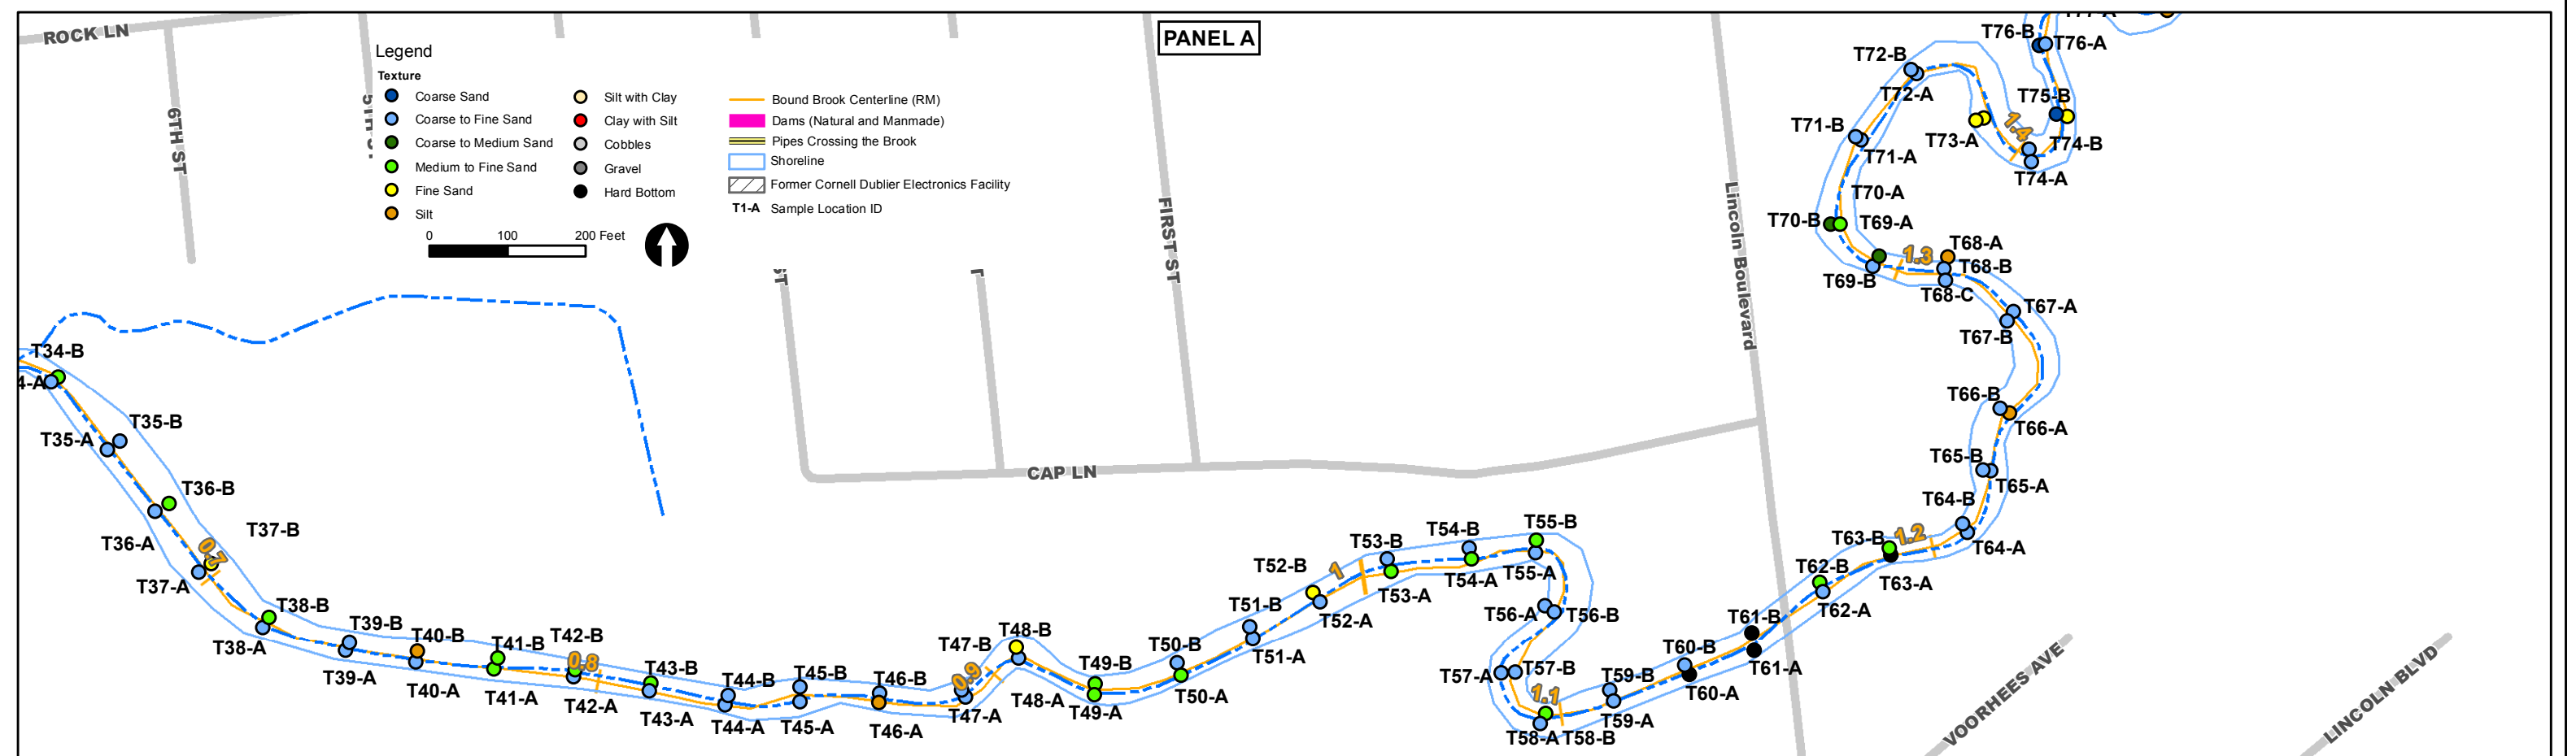 PANEL A
ROCK LN
6TH ST
Legend
Texture
Coarse Sand
Coarse to Fine Sand
Coarse to Medium Sand
Medium to Fine Sand
Fine Sand
Silt
Silt with Clay
Clay with Silt
Cobbles
Gravel
Hard Bottom
Bound Brook Centerline (RM)
Dams (Natural and Manmade)
Pipes Crossing the Brook
Shoreline
Former Cornell Dublier Electronics Facility
T1-A Sample Location ID
0 100 200 Feet
ST
FIRST ST
Lincoln Boulevard
CAP LN
VOORHEES AVE
LINCOLN BLVD
T34-B
4-A
T35-B
T35-A
T36-B
T36-A
T37-B
0.7
T37-A
T38-B
T38-A
T39-B
T39-A
T40-B
T40-A
T41-B
T41-A
T42-B
0.8
T42-A
T43-B
T43-A
T44-B
T44-A
T45-B
T45-A
T46-B
T46-A
T47-B
0.9
T47-A
T48-B
T48-A
T49-B
T49-A
T50-B
T50-A
T51-B
T51-A
T52-B
T52-A
1
T53-B
T53-A
T54-B
T54-A
T55-B
T55-A
T56-A
T56-B
T57-A
T57-B
1.1
T58-A
T58-B
T59-B
T59-A
T60-B
T60-A
T61-B
T61-A
T62-B
T62-A
T63-B
T63-A
1.2
T64-B
T64-A
T65-B
T65-A
T66-B
T66-A
T67-A
T67-B
T68-A
T68-B
T68-C
1.3
T69-B
T69-A
T70-B
T70-A
T71-B
T71-A
T72-B
T72-A
T73-A
1.4
T74-A
T74-B
T75-B
T76-B
T76-A